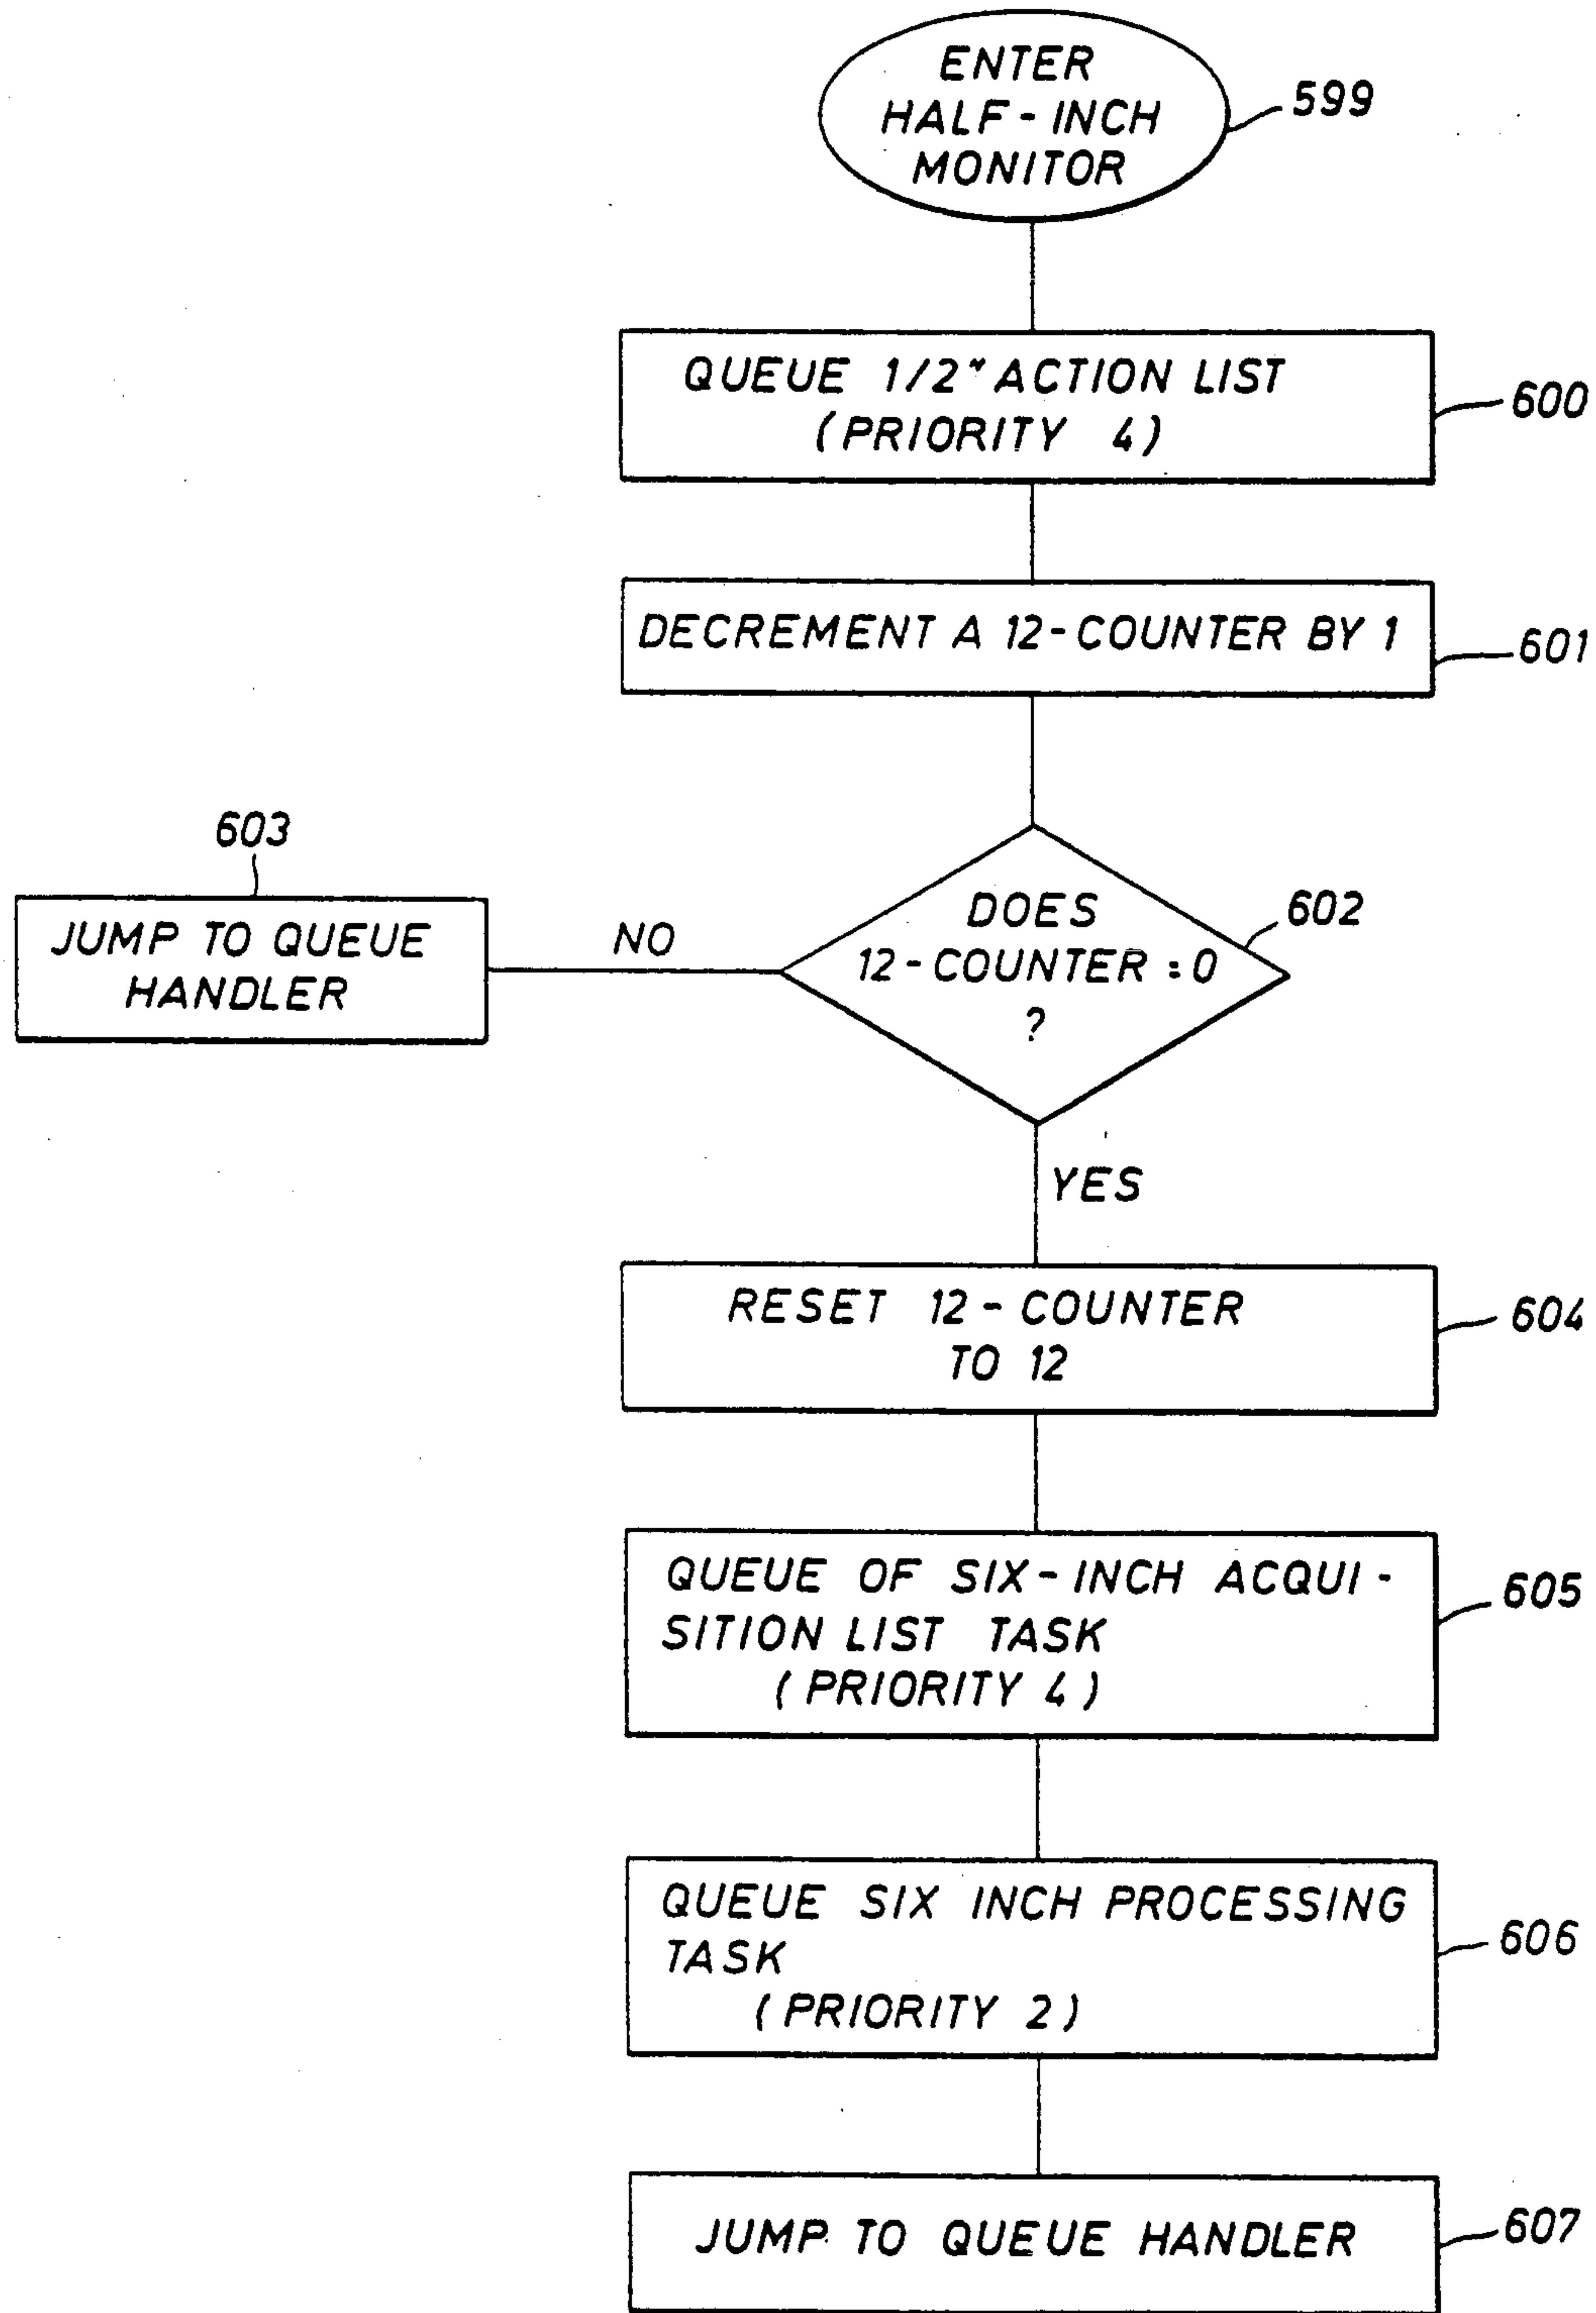 ENTER
HALF-INCH
MONITOR
599
QUEUE 1/2" ACTION LIST
(PRIORITY 4)
600
DECREMENT A 12-COUNTER BY 1
601
603
JUMP TO QUEUE
HANDLER
NO
DOES
12-COUNTER = 0
?
602
YES
RESET 12-COUNTER
TO 12
604
QUEUE OF SIX-INCH ACQUI-
SITION LIST TASK
(PRIORITY 4)
605
QUEUE SIX INCH PROCESSING
TASK
(PRIORITY 2)
606
JUMP TO QUEUE HANDLER
607